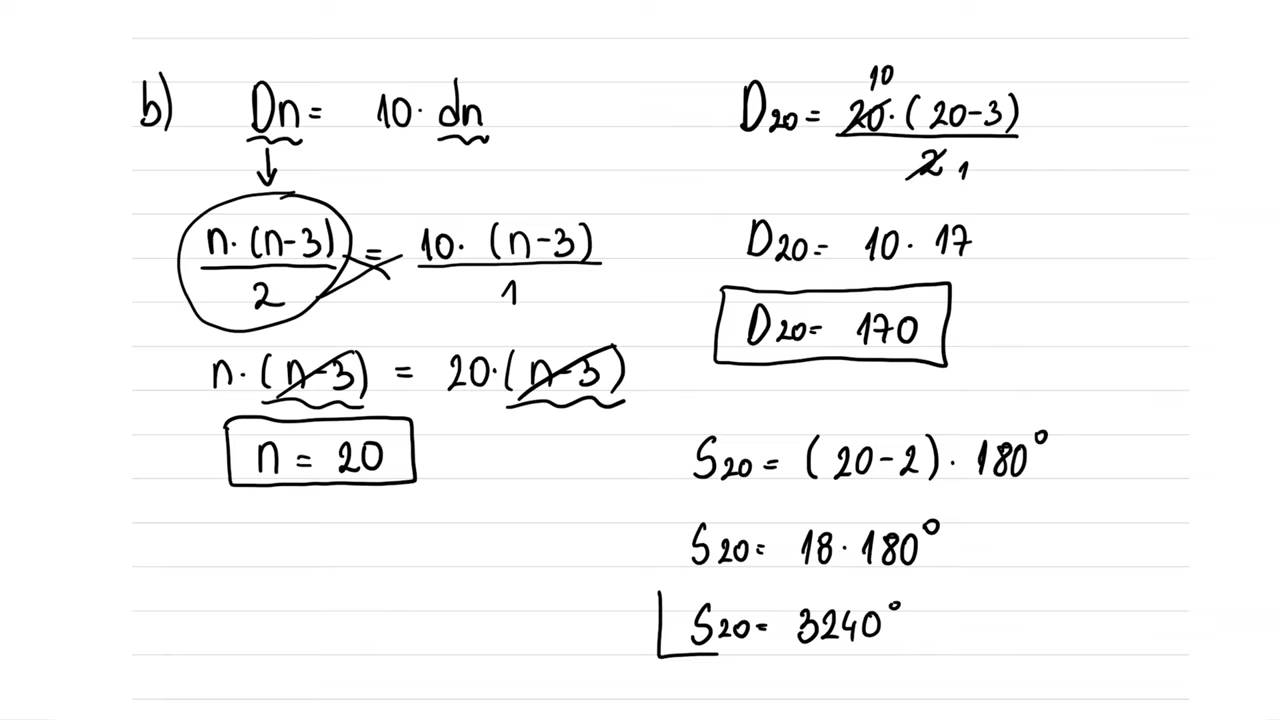 b) Dn = 10 · dn
n · (n-3) / 2 = 10 · (n-3) / 1
n · (n-3) = 20 · (n-3)
n = 20
10
D20 = 20 · (20-3) / 2 1
D20 = 10 · 17
D20 = 170
S20 = (20-2) · 180°
S20 = 18 · 180°
S20 = 3240°